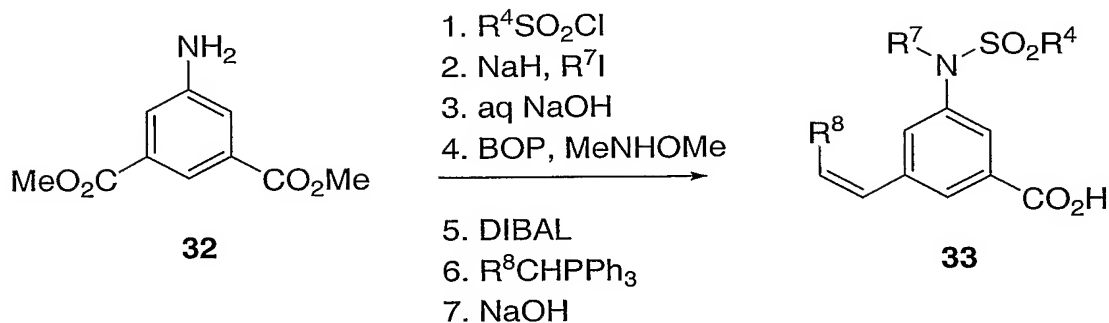 NH₂
MeO₂C
CO₂Me
32
1. R⁴SO₂Cl
2. NaH, R⁷I
3. aq NaOH
4. BOP, MeNHOMe
5. DIBAL
6. R⁸CHPPh₃
7. NaOH
R⁷
N
SO₂R⁴
R⁸
CO₂H
33